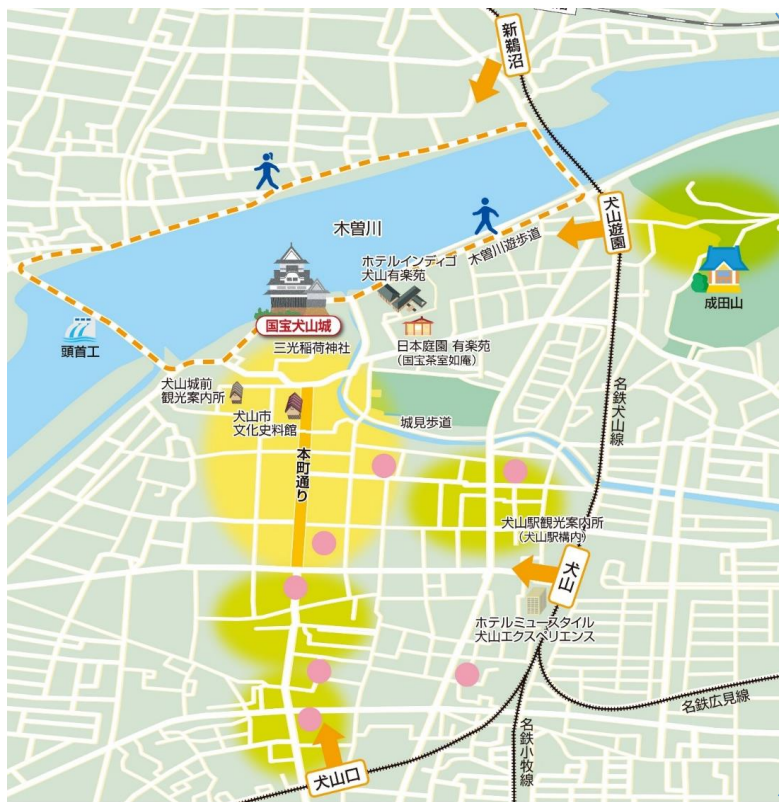 新鵜沼
木曽川
犬山遊園
木曽川遊歩道
ホテルインディゴ
犬山有楽苑
成田山
国宝犬山城
頭首工
三光稲荷神社
日本庭園 有楽苑
(国宝茶室如庵)
犬山城前
観光案内所
犬山市
文化史料館
城見歩道
名鉄犬山線
本町通り
犬山駅観光案内所
(犬山駅構内)
犬山
ホテルミュースタイル
犬山エクスペリエンス
名鉄広見線
名鉄小牧線
犬山口